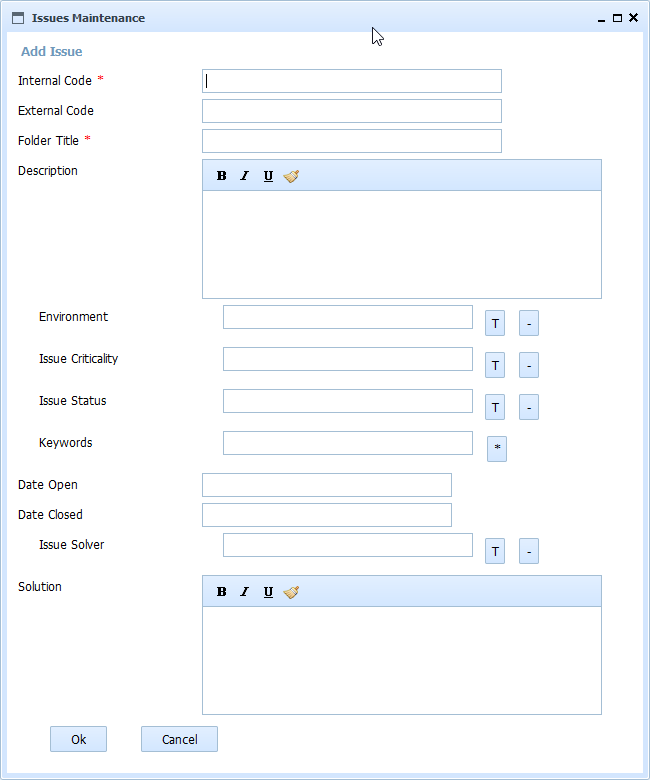 Issues Maintenance
Add Issue
Internal Code *
External Code
Folder Title *
Description
B I U
Environment T -
Issue Criticality T -
Issue Status T -
Keywords *
Date Open
Date Closed
Issue Solver T -
Solution
B I U
Ok Cancel